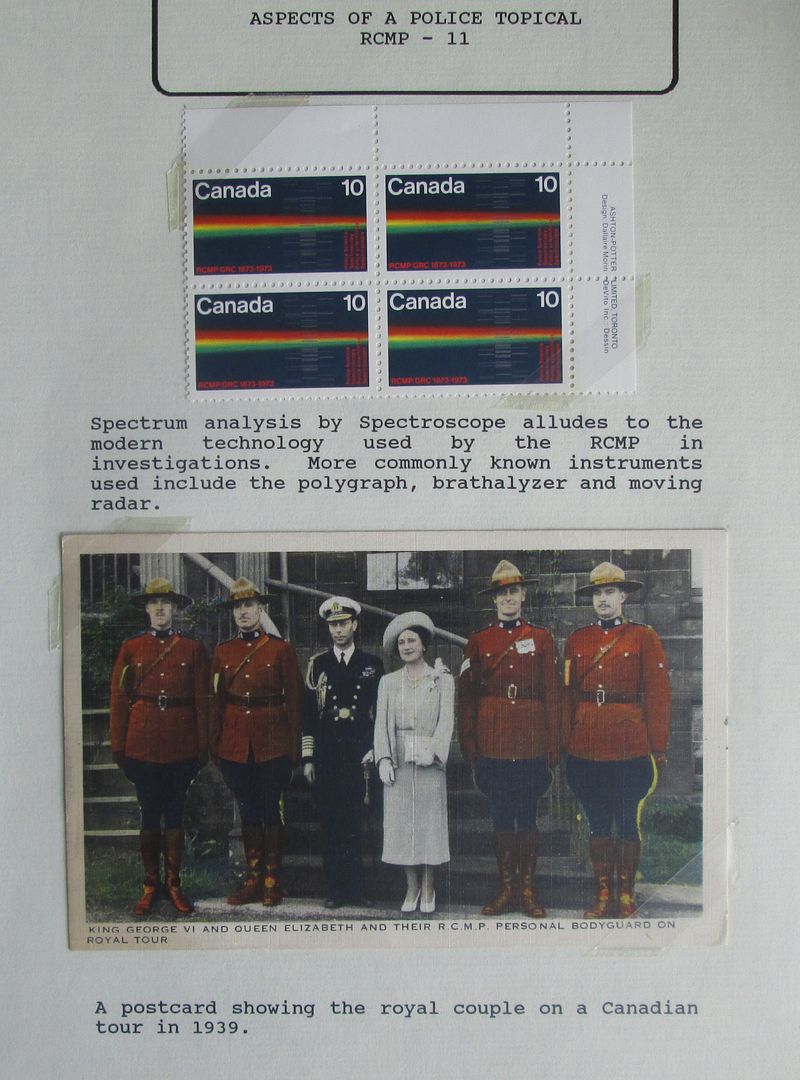 ASPECTS OF A POLICE TOPICAL
RCMP - 11
Canada 10
RCMP/GRC 1873-1973
Canada 10
RCMP/GRC 1873-1973
Canada 10
RCMP/GRC 1873-1973
Canada 10
RCMP/GRC 1873-1973
ASHTON-POTTER LIMITED, TORONTO
Design: Dallaire Morin DeVito Inc.: Dessin
Spectrum analysis by Spectroscope alludes to the
modern technology used by the RCMP in
investigations. More commonly known instruments
used include the polygraph, brathalyzer and moving
radar.
KING GEORGE VI AND QUEEN ELIZABETH AND THEIR R.C.M.P. PERSONAL BODYGUARD ON
ROYAL TOUR
A postcard showing the royal couple on a Canadian
tour in 1939.